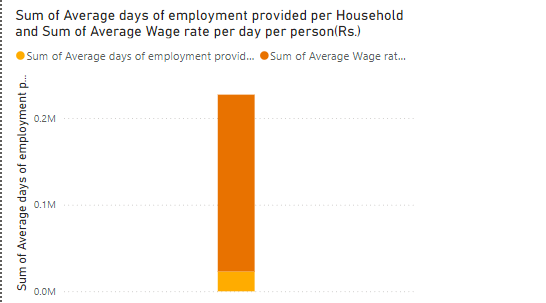 Sum of Average days of employment provided per Household
and Sum of Average Wage rate per day per person(Rs.)
Sum of Average days of employment provid... Sum of Average Wage rat...
Sum of Average days of employment p...
0.2M
0.1M
0.0M